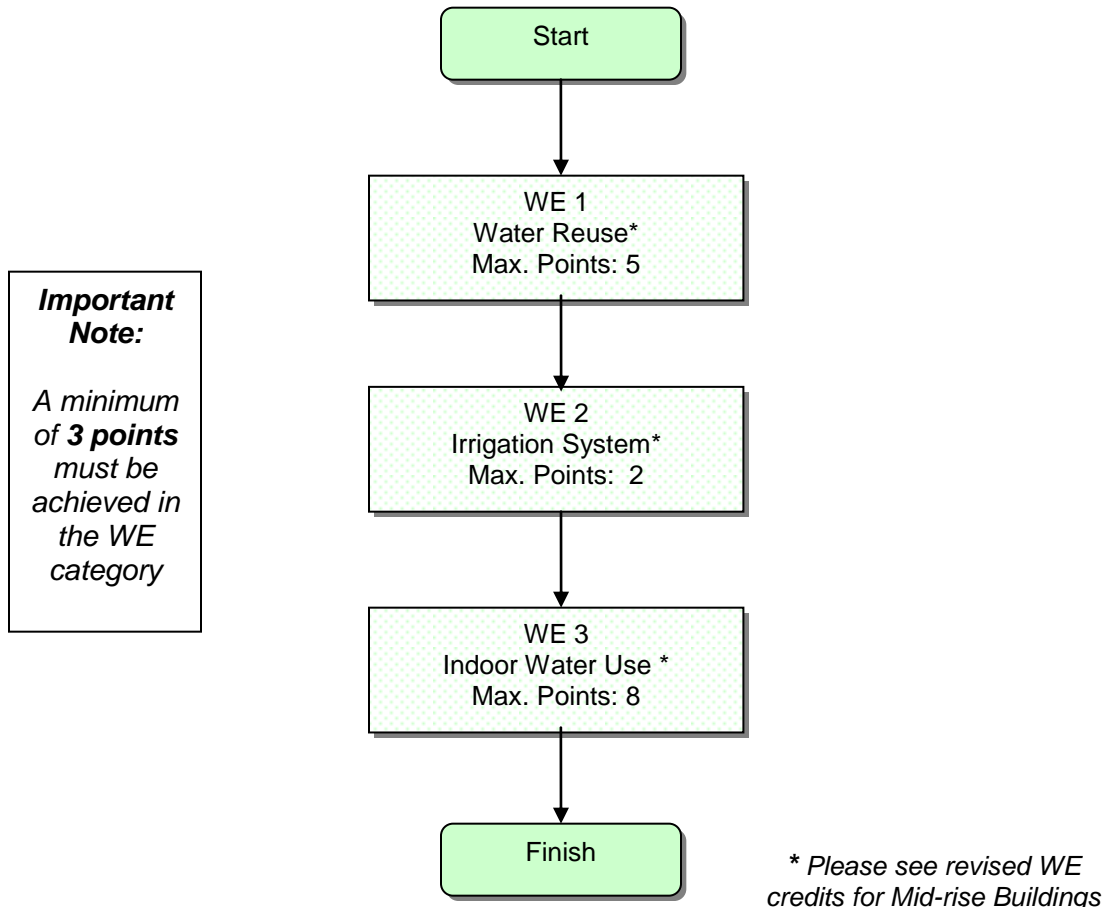 Start
WE 1
Water Reuse*
Max. Points: 5
Important
Note:
A minimum
of 3 points
must be
achieved in
the WE
category
WE 2
Irrigation System*
Max. Points: 2
WE 3
Indoor Water Use *
Max. Points: 8
Finish
* Please see revised WE
credits for Mid-rise Buildings